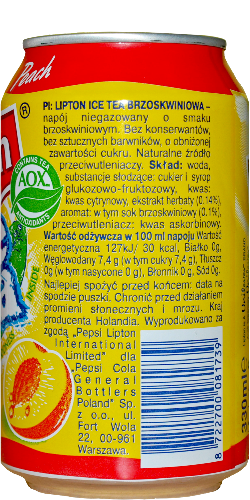 Peach
PL: LIPTON ICE TEA BRZOSKWINIOWA –
napój niegazowany o smaku
brzoskwiniowym. Bez konserwantów,
bez sztucznych barwników, o obniżonej
zawartości cukru. Naturalne źródło
przeciwutleniaczy. Skład: woda,
substancje słodzące: cukier i syrop
glukozowo-fruktozowy, kwas:
kwas cytrynowy, ekstrakt herbaty (0,14%),
aromat: w tym sok brzoskwiniowy (0,1%),
przeciwutleniacz: kwas askorbinowy.
Wartość odżywcza w 100 ml napoju Wartość
energetyczna 127kJ/ 30 kcal, Białko 0g,
Węglowodany 7,4 g (w tym cukry 7,4g), Tłuszcz
0g (w tym nasycone 0 g), Błonnik 0 g, Sód 0g.
Najlepiej spożyć przed końcem: data na
spodzie puszki. Chronić przed działaniem
promieni słonecznych i mrozu. Kraj
producenta Holandia. Wyprodukowano za
zgodą „Pepsi Lipton
International
Limited" dla
„Pepsi Cola
General
Bottlers
Poland" Sp.
z o.o., ul.
Fort Wola
22, 00-961
Warszawa.
8 722700 081739
CONTAINS TEA
AOX
ANTIOXIDANTS
INSIDE
®